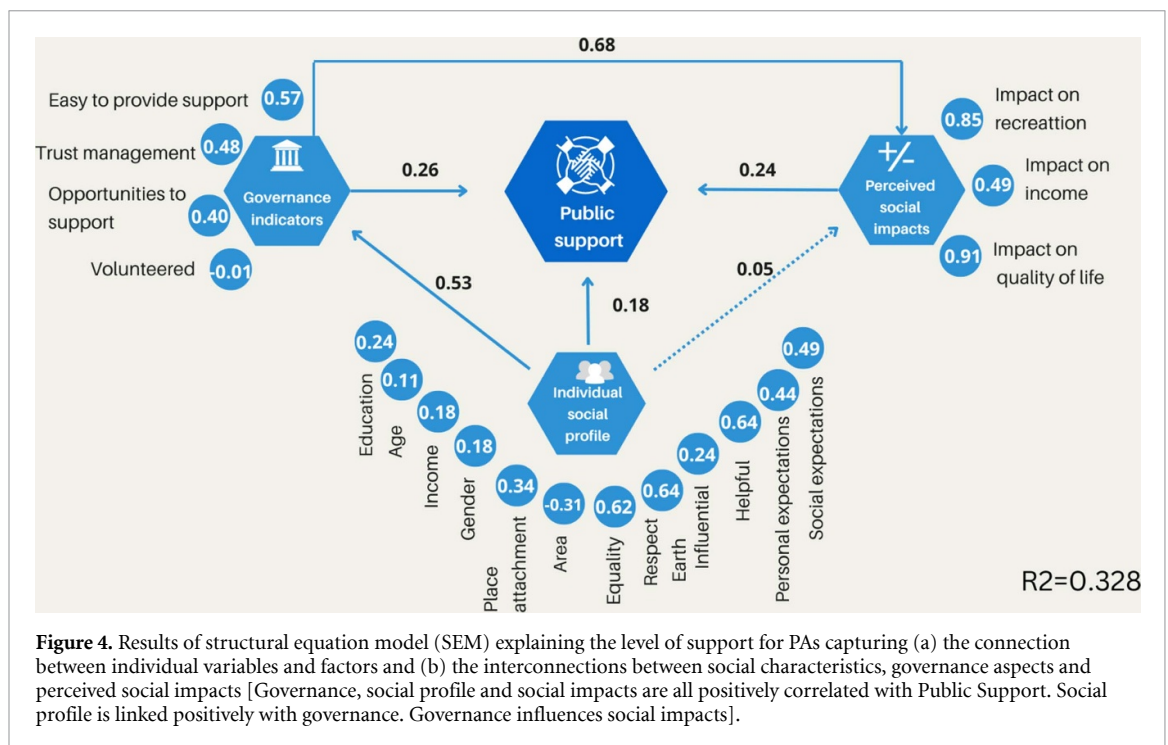 0.68
Easy to provide support
0.57
Trust management
0.48
Opportunities to
support
0.40
Volunteered
-0.01
Governance
indicators
0.26
Public
support
0.24
+/-
Perceived
social
impacts
0.85
Impact on
recreattion
0.49
Impact on
income
0.91
Impact on
quality of life
0.53
0.18
0.05
Individual
social
profile
0.24
Education
0.11
Age
0.18
Income
0.18
Gender
0.34
Place
attachment
-0.31
Area
0.62
Equality
0.64
Respect
Earth
0.24
Influential
0.64
Helpful
0.44
Personal expectations
0.49
Social expectations
R2=0.328
Figure 4. Results of structural equation model (SEM) explaining the level of support for PAs capturing (a) the connection
between individual variables and factors and (b) the interconnections between social characteristics, governance aspects and
perceived social impacts [Governance, social profile and social impacts are all positively correlated with Public Support. Social
profile is linked positively with governance. Governance influences social impacts].